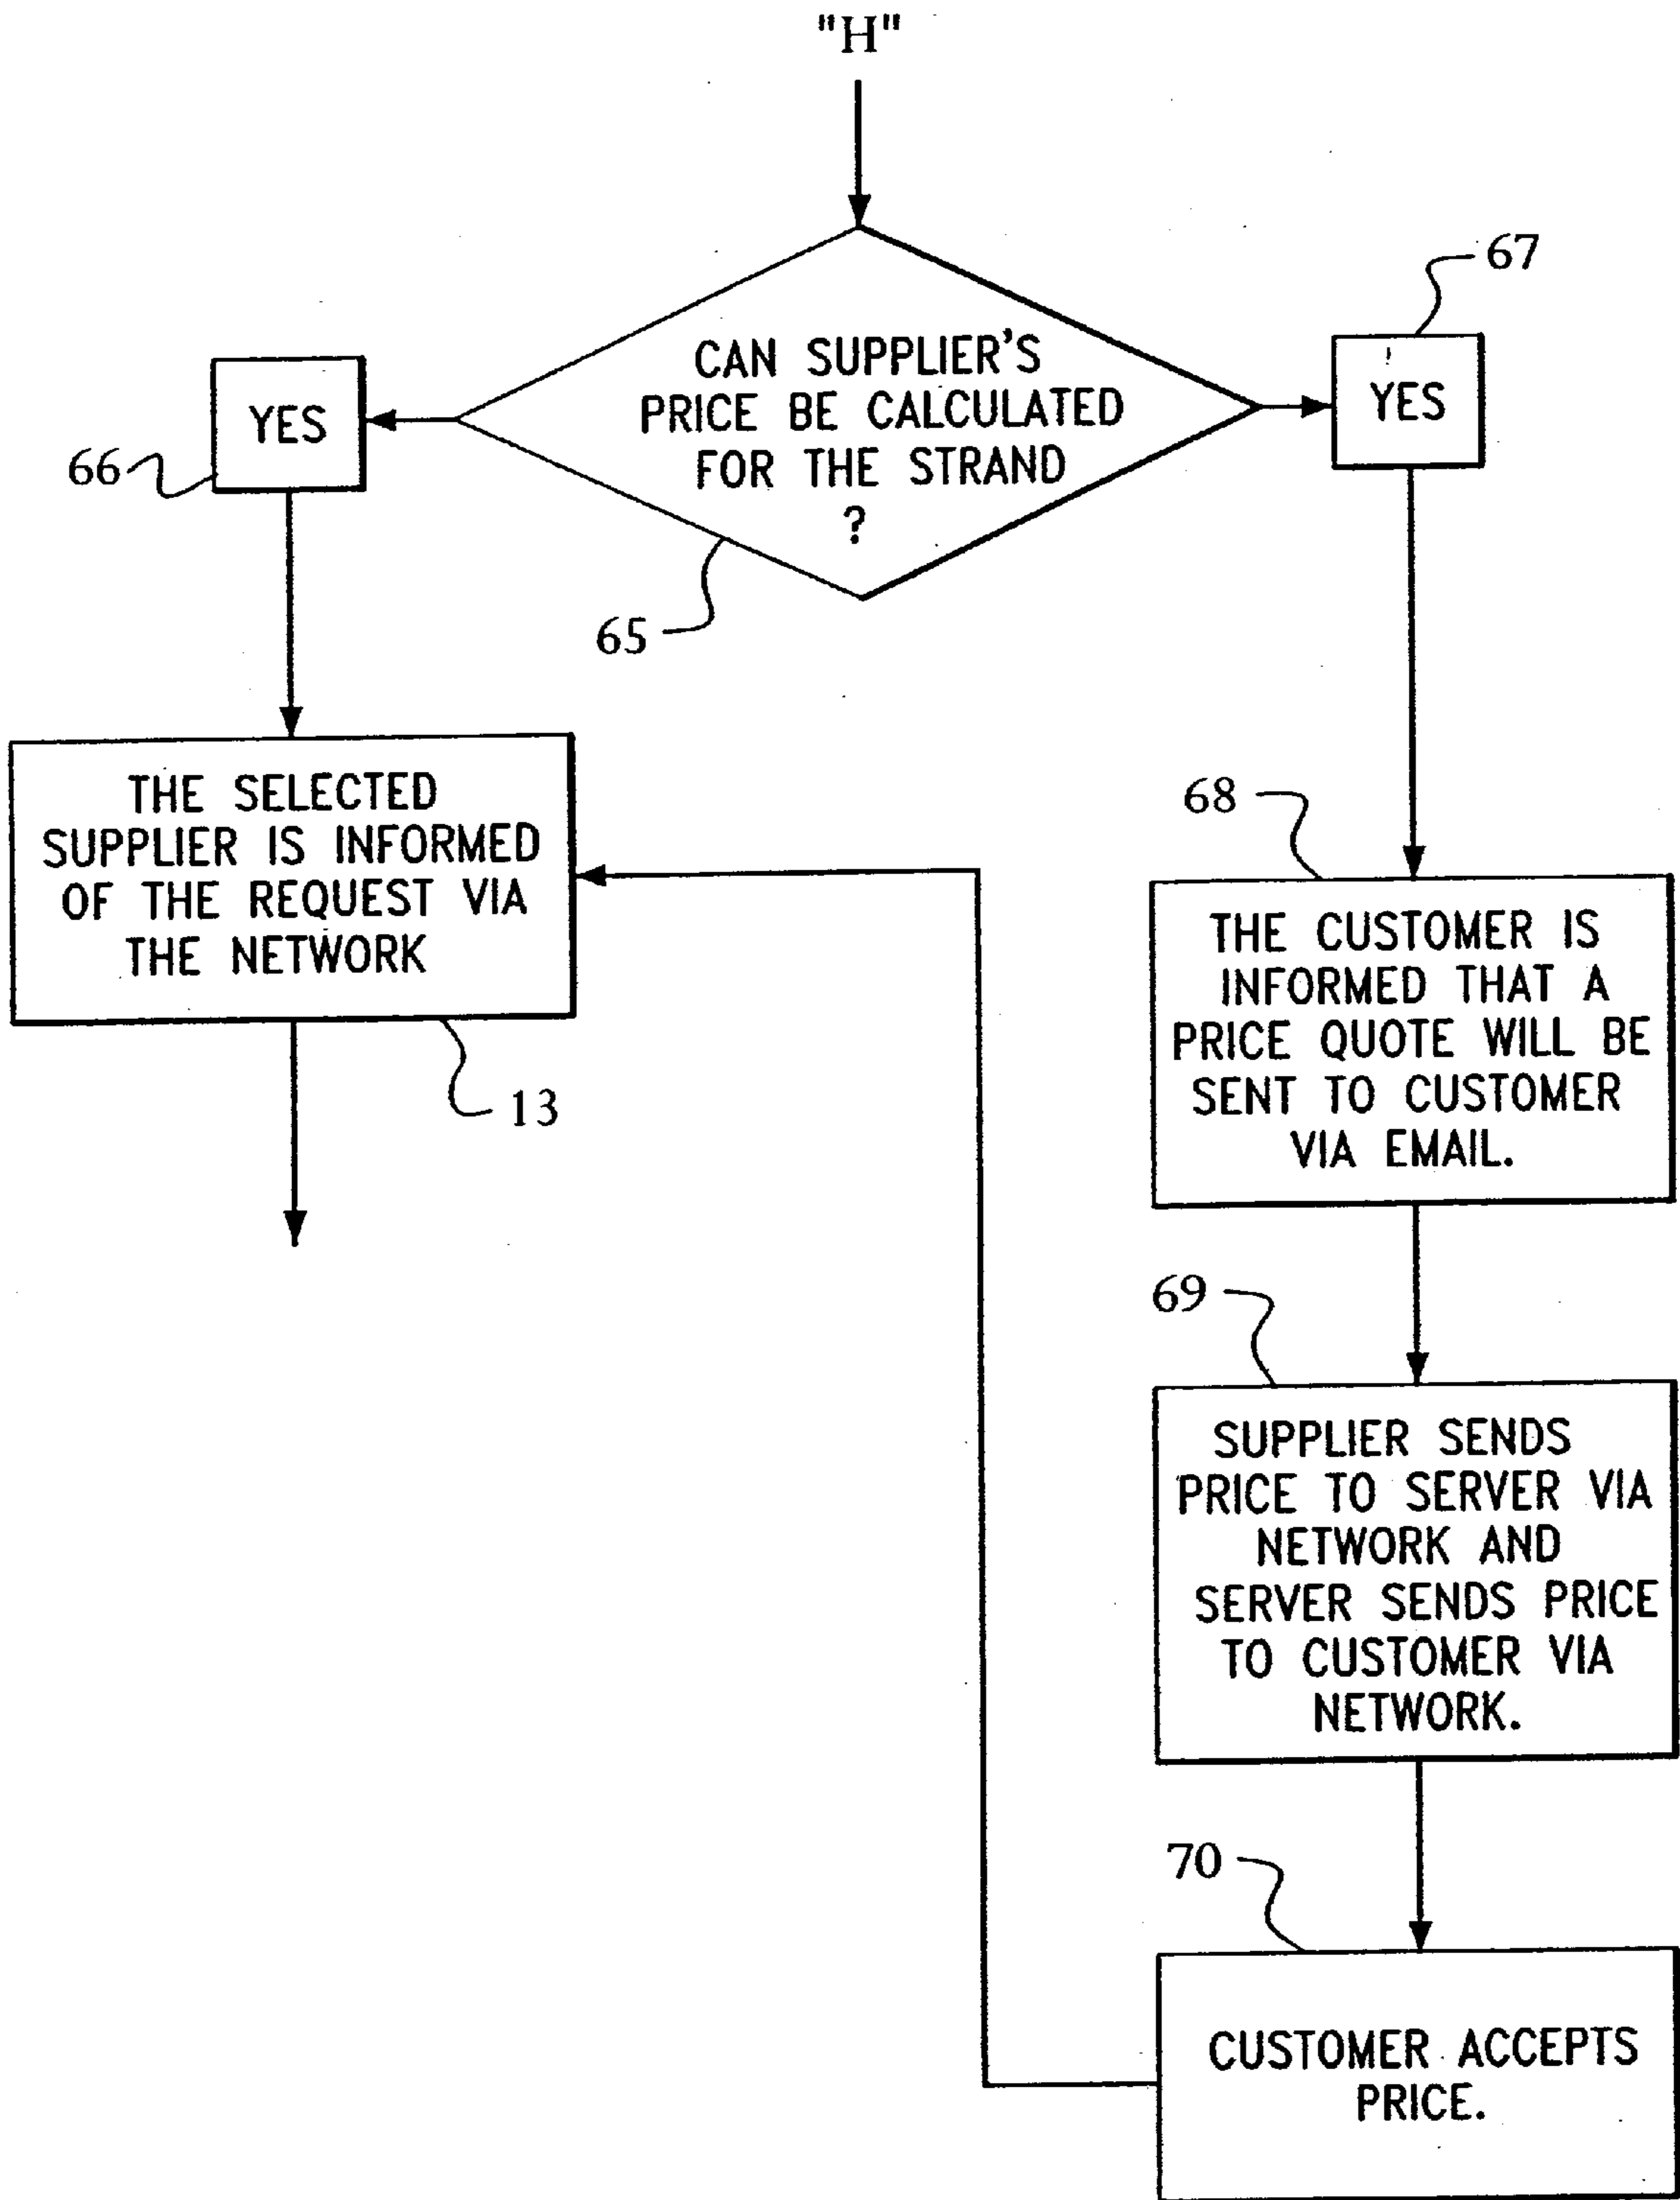 "H"
CAN SUPPLIER'S
PRICE BE CALCULATED
FOR THE STRAND
?
65
YES
66
YES
67
THE SELECTED
SUPPLIER IS INFORMED
OF THE REQUEST VIA
THE NETWORK
13
68
THE CUSTOMER IS
INFORMED THAT A
PRICE QUOTE WILL BE
SENT TO CUSTOMER
VIA EMAIL.
69
SUPPLIER SENDS
PRICE TO SERVER VIA
NETWORK AND
SERVER SENDS PRICE
TO CUSTOMER VIA
NETWORK.
70
CUSTOMER ACCEPTS
PRICE.